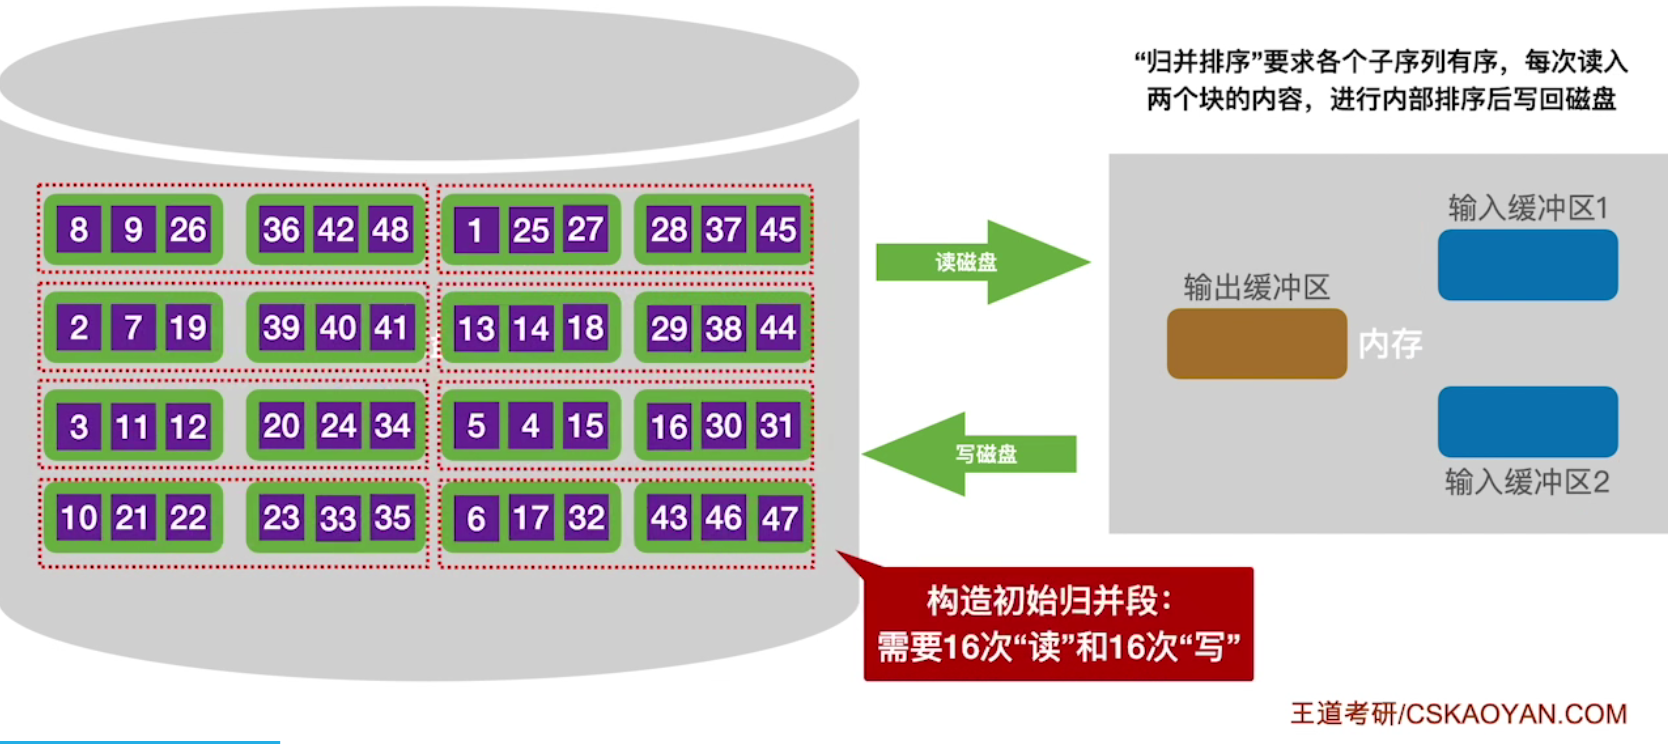 “归并排序”要求各个子序列有序，每次读入
两个块的内容，进行内部排序后写回磁盘
8 9 26 36 42 48 1 25 27 28 37 45
2 7 19 39 40 41 13 14 18 29 38 44
3 11 12 20 24 34 5 4 15 16 30 31
10 21 22 23 33 35 6 17 32 43 46 47
读磁盘
写磁盘
输入缓冲区1
输出缓冲区
内存
输入缓冲区2
构造初始归并段：
需要16次“读”和16次“写”
王道考研/CSKAOYAN.COM